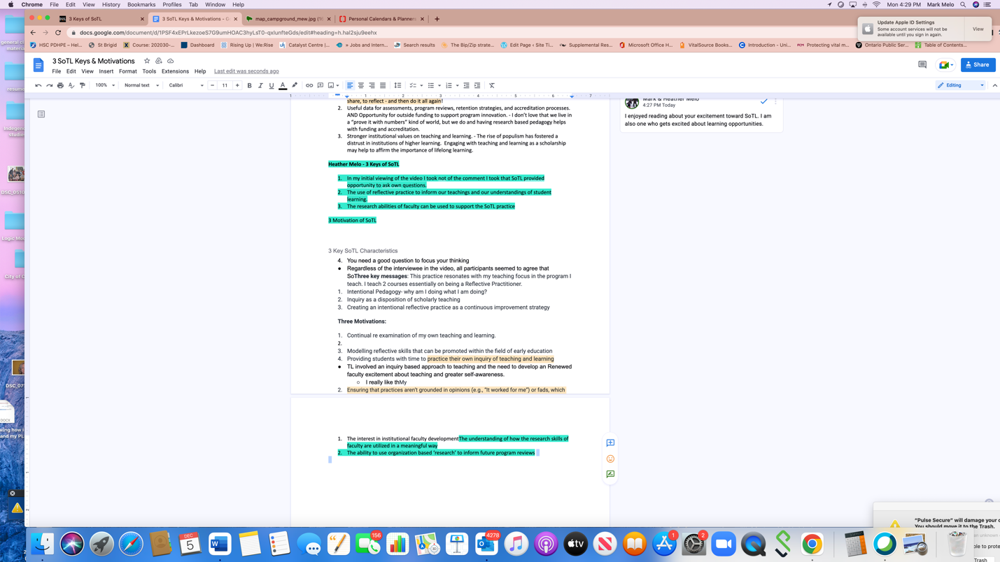 Chrome File Edit View History Bookmarks Profiles Tab Window Help Mon 4:29 PM Mark Melo
3 Keys of SoTL
3 SoTL Keys & Motivations - G
map_campground_mew.jpg (1
Personal Calendars & Planners
docs.google.com/document/d/1PSF4xEPrLkezoeS7G9umHOAC3hyLsT0-qxIunfteGds/edit#heading=h.hal2sju9eehx
Update Apple ID Settings
Some account services will not be
available until you sign in again.
View
HSC PDHPE – Hel...
St Brigid
Course: 202030-...
Dashboard
Rising Up | We:Rise
Catalyst Centre |...
» Jobs and Intern...
Search results
The Bip/Zip strate...
Edit Page ‹ Site Ti...
Supplemental Res...
Microsoft Office H...
VitalSource Books...
Introduction - Uni...
Protecting vital m...
Ontario Public Ser...
Table of Contents...
3 SoTL Keys & Motivations
File Edit View Insert Format Tools Extensions Help Last edit was seconds ago
Share
100% Normal text Calibri 11 Editing
share, to reflect - and then do it all again!
2. Useful data for assessments, program reviews, retention strategies, and accreditation processes.
AND Opportunity for outside funding to support program innovation. - I don't love that we live in
a "prove it with numbers" kind of world, but we do and having research based pedagogy helps
with funding and accreditation.
3. Stronger institutional values on teaching and learning. - The rise of populism has fostered a
distrust in institutions of higher learning. Engaging with teaching and learning as a scholarship
may help to affirm the importance of lifelong learning.
Heather Melo - 3 Keys of SoTL
1. In my initial viewing of the video I took not of the comment I took that SoTL provided
opportunity to ask own questions.
2. The use of reflective practice to inform our teachings and our understandings of student
learning.
3. The research abilities of faculty can be used to support the SoTL practice
3 Motivation of SoTL
3 Key SoTL Characteristics
4. You need a good question to focus your thinking
● Regardless of the interviewee in the video, all participants seemed to agree that
SoThree key messages: This practice resonates with my teaching focus in the program I
teach. I teach 2 courses essentially on being a Reflective Practitioner.
1. Intentional Pedagogy- why am I doing what I am doing?
2. Inquiry as a disposition of scholarly teaching
3. Creating an intentional reflective practice as a continuous improvement strategy
Three Motivations:
1. Continual re examination of my own teaching and learning.
2.
3. Modelling reflective skills that can be promoted within the field of early education
4. Providing students with time to practice their own inquiry of teaching and learning
● TL involved an inquiry based approach to teaching and the need to develop an Renewed
faculty excitement about teaching and greater self-awareness.
○ I really like thMy
2. Ensuring that practices aren't grounded in opinions (e.g., "It worked for me") or fads, which
1. The interest in institutional faculty developmentThe understanding of how the research skills of
faculty are utilized in a meaningful way
2. The ability to use organization based 'research' to inform future program reviews
Mark & Heather Melo
4:27 PM Today
I enjoyed reading about your excitement toward SoTL. I am
also one who gets excited about learning opportunities.
general c
materia
resum
Indegen
studie
DSC_0510
Logic Mo
City of C
DSC_07
DOCX
wing how I
and my PL
"Pulse Secure" will damage your c
You should move it to the Trash.
Trash
DEC
5
156
4278
1
2
tv